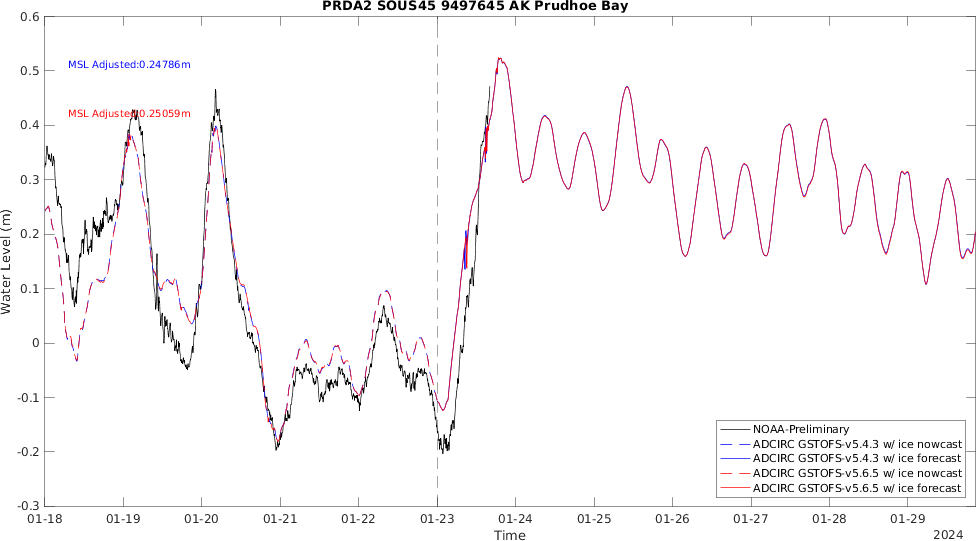 PRDA2 SOUS45 9497645 AK Prudhoe Bay
0.6
0.5
0.4
0.3
0.2
0.1
0
-0.1
-0.2
-0.3
Water Level (m)
MSL Adjusted:0.24786m
MSL Adjusted:0.25059m
NOAA-Preliminary
ADCIRC GSTOFS-v5.4.3 w/ ice nowcast
ADCIRC GSTOFS-v5.4.3 w/ ice forecast
ADCIRC GSTOFS-v5.6.5 w/ ice nowcast
ADCIRC GSTOFS-v5.6.5 w/ ice forecast
01-18 01-19 01-20 01-21 01-22 01-23 01-24 01-25 01-26 01-27 01-28 01-29
Time
2024